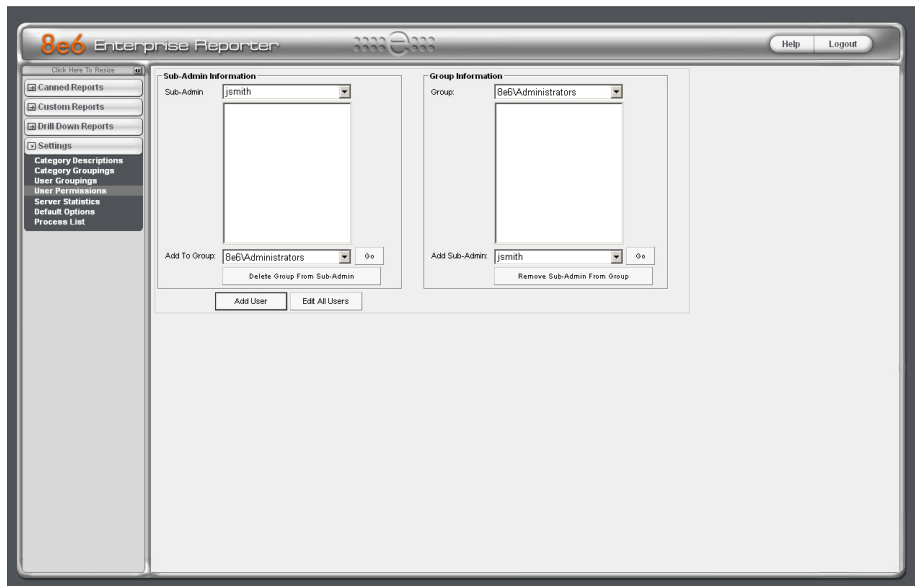 8e6 Enterprise Reporter
Help Logout
Click Here To Resize
Canned Reports
Custom Reports
Drill Down Reports
Settings
Category Descriptions
Category Groupings
User Groupings
User Permissions
Server Statistics
Default Options
Process List
Sub-Admin Information
Sub-Admin jsmith
Add To Group: 8e6\Administrators Go
Delete Group From Sub-Admin
Group Information
Group: 8e6\Administrators
Add Sub-Admin: jsmith Go
Remove Sub-Admin From Group
Add User Edit All Users